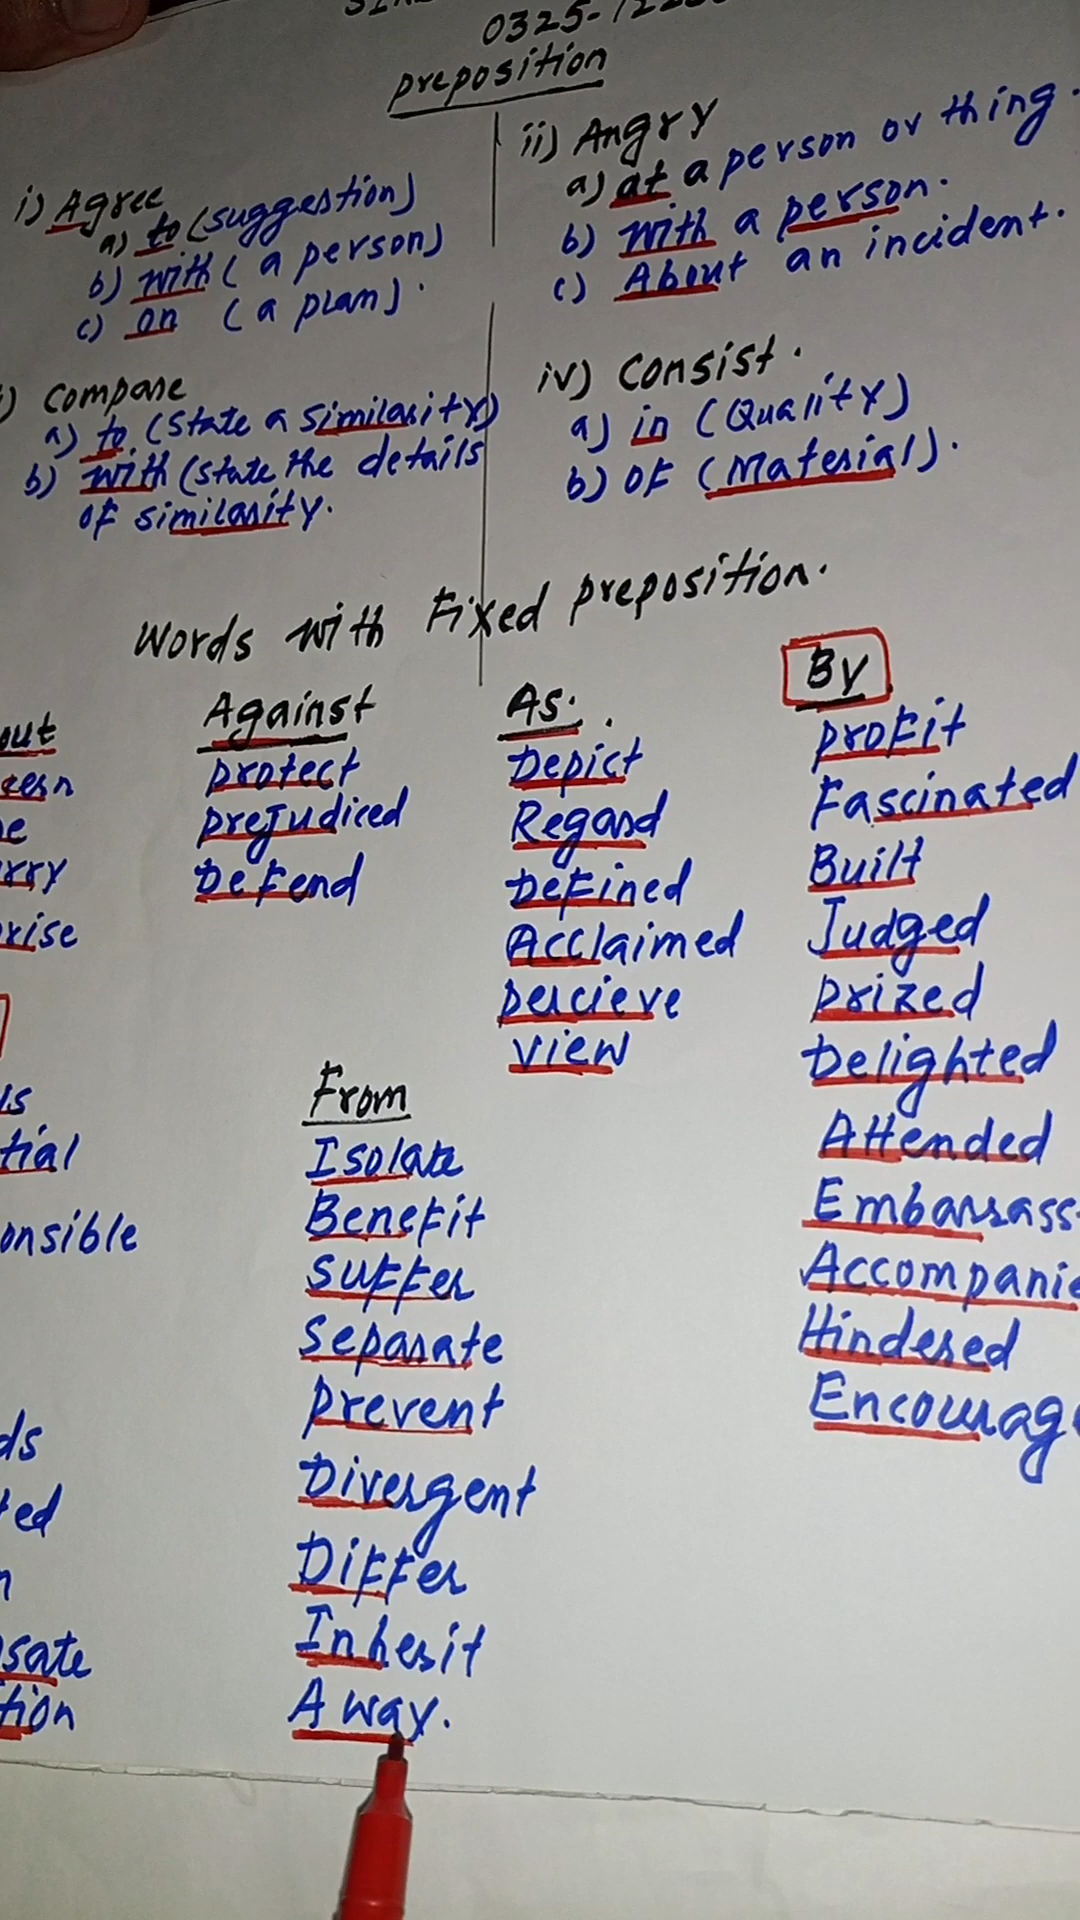 preposition
i) Agree
a) to (suggestion)
b) with ( a person)
c) on ( a plan).
ii) Angry
a) at a person or thing.
b) with a person.
c) About an incident.
) Compare
a) to (State a similarity)
b) with (state the details
of similarity.
iv) Consist.
a) in (Quality)
b) OF (Material).
Words with Fixed preposition.
Against
protect
prejudiced
Defend
As.
Depict
Regard
Defined
Acclaimed
percieve
view
By
profit
Fascinated
Built
Judged
prized
Delighted
Attended
Embarrass
Accompanie
Hindered
Encourage
From
Isolate
Benefit
suffer
separate
prevent
Divergent
Differ
Inherit
Away.